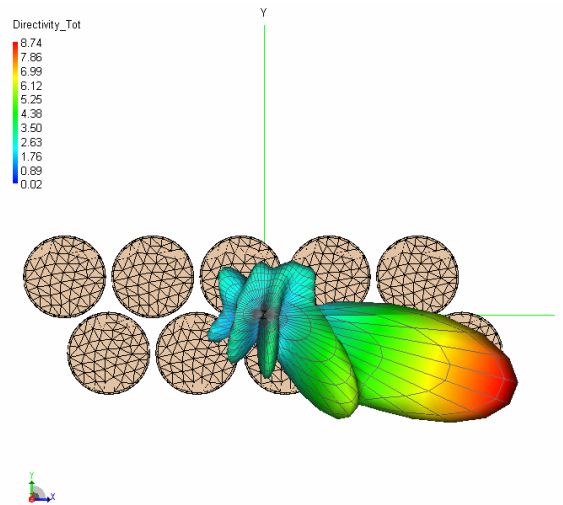 Y
Directivity_Tot
8.74
7.86
6.99
6.12
5.25
4.38
3.50
2.63
1.76
0.89
0.02
Y
X